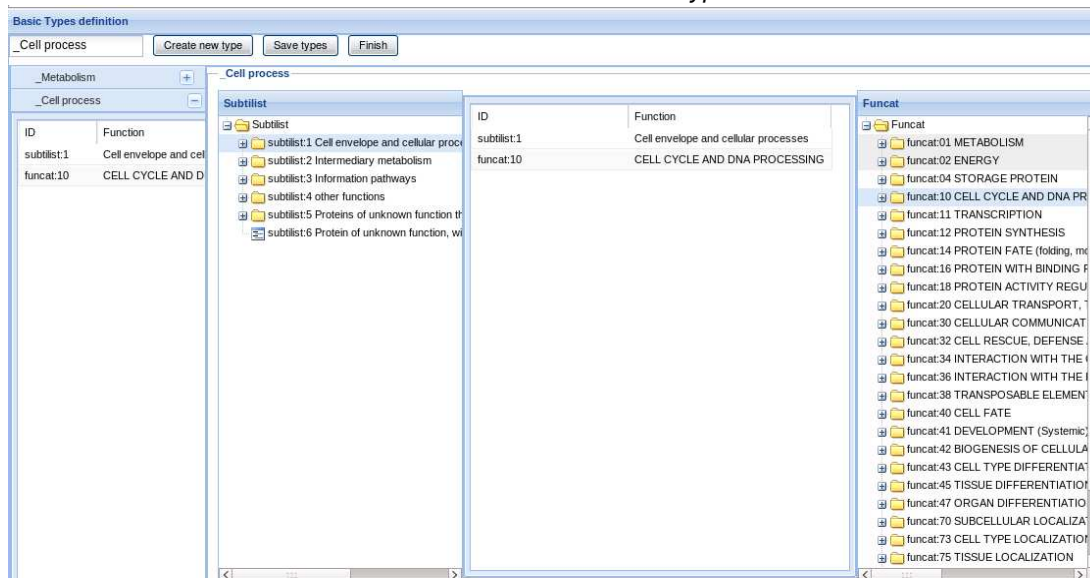 Basic Types definition
_Cell process Create new type Save types Finish
_Metabolism
_Cell process
ID Function
subtilist:1 Cell envelope and cel
funcat:10 CELL CYCLE AND D
_Cell process
Subtilist
Subtilist
subtilist:1 Cell envelope and cellular proce
subtilist:2 Intermediary metabolism
subtilist:3 Information pathways
subtilist:4 other functions
subtilist:5 Proteins of unknown function th
subtilist:6 Protein of unknown function, wi
ID Function
subtilist:1 Cell envelope and cellular processes
funcat:10 CELL CYCLE AND DNA PROCESSING
Funcat
Funcat
funcat:01 METABOLISM
funcat:02 ENERGY
funcat:04 STORAGE PROTEIN
funcat:10 CELL CYCLE AND DNA PR
funcat:11 TRANSCRIPTION
funcat:12 PROTEIN SYNTHESIS
funcat:14 PROTEIN FATE (folding, mo
funcat:16 PROTEIN WITH BINDING F
funcat:18 PROTEIN ACTIVITY REGU
funcat:20 CELLULAR TRANSPORT,
funcat:30 CELLULAR COMMUNICAT
funcat:32 CELL RESCUE, DEFENSE
funcat:34 INTERACTION WITH THE
funcat:36 INTERACTION WITH THE
funcat:38 TRANSPOSABLE ELEMEN
funcat:40 CELL FATE
funcat:41 DEVELOPMENT (Systemic)
funcat:42 BIOGENESIS OF CELLULA
funcat:43 CELL TYPE DIFFERENTIAT
funcat:45 TISSUE DIFFERENTIATION
funcat:47 ORGAN DIFFERENTIATIO
funcat:70 SUBCELLULAR LOCALIZAT
funcat:73 CELL TYPE LOCALIZATION
funcat:75 TISSUE LOCALIZATION